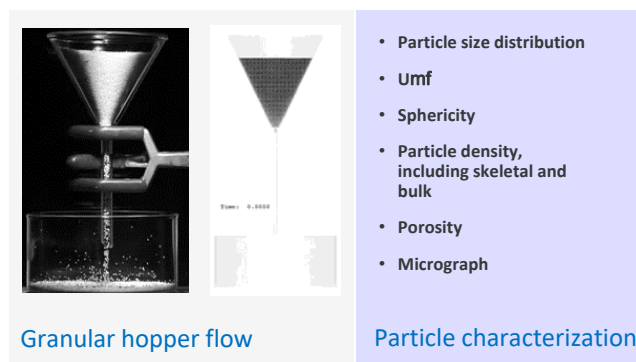 Time: 0.0000
Granular hopper flow
• Particle size distribution
• Umf
• Sphericity
• Particle density,
including skeletal and
bulk
• Porosity
• Micrograph
Particle characterization